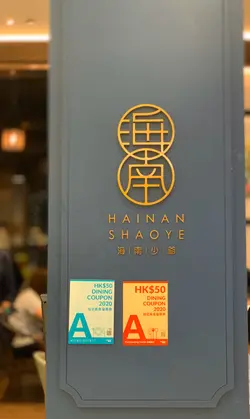 海
南
HAINAN
SHAOYE
海南少爺
HK$50
DINING
COUPON
2020
A
HK$50
DINING
COUPON
2020
A